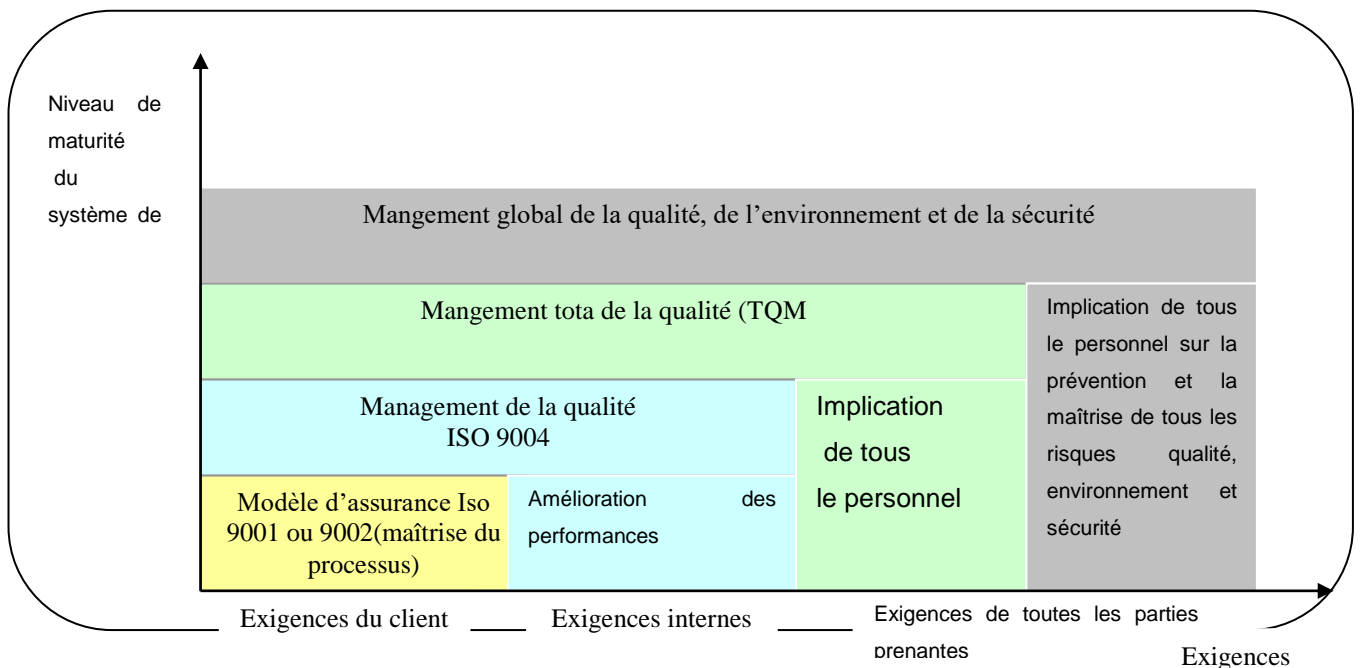 Niveau de
maturité
du
système de
Mangement global de la qualité, de l’environnement et de la sécurité
Mangement tota de la qualité (TQM
Implication de tous
le personnel sur la
prévention et la
maîtrise de tous les
risques qualité,
environnement et
sécurité
Management de la qualité
ISO 9004
Implication
de tous
le personnel
Modèle d’assurance Iso
9001 ou 9002(maîtrise du
processus)
Amélioration des
performances
Exigences du client
Exigences internes
Exigences de toutes les parties
prenantes
Exigences